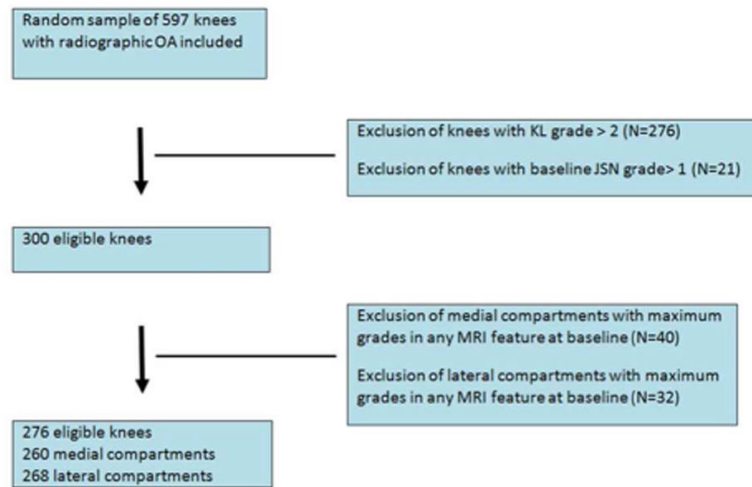 Random sample of 597 knees
with radiographic OA included
Exclusion of knees with KL grade > 2 (N=276)
Exclusion of knees with baseline JSN grade> 1 (N=21)
300 eligible knees
Exclusion of medial compartments with maximum
grades in any MRI feature at baseline (N=40)
Exclusion of lateral compartments with maximum
grades in any MRI feature at baseline (N=32)
276 eligible knees
260 medial compartments
268 lateral compartments